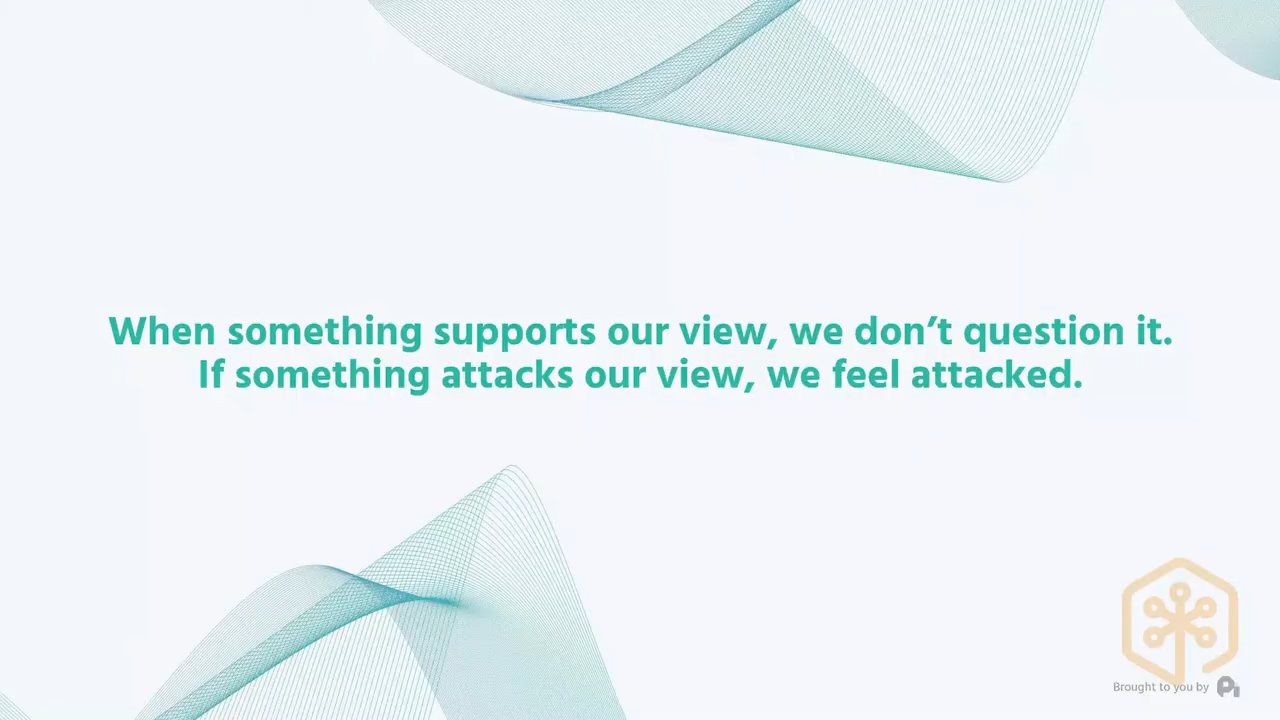 When something supports our view, we don’t question it.
If something attacks our view, we feel attacked.
Brought to you by